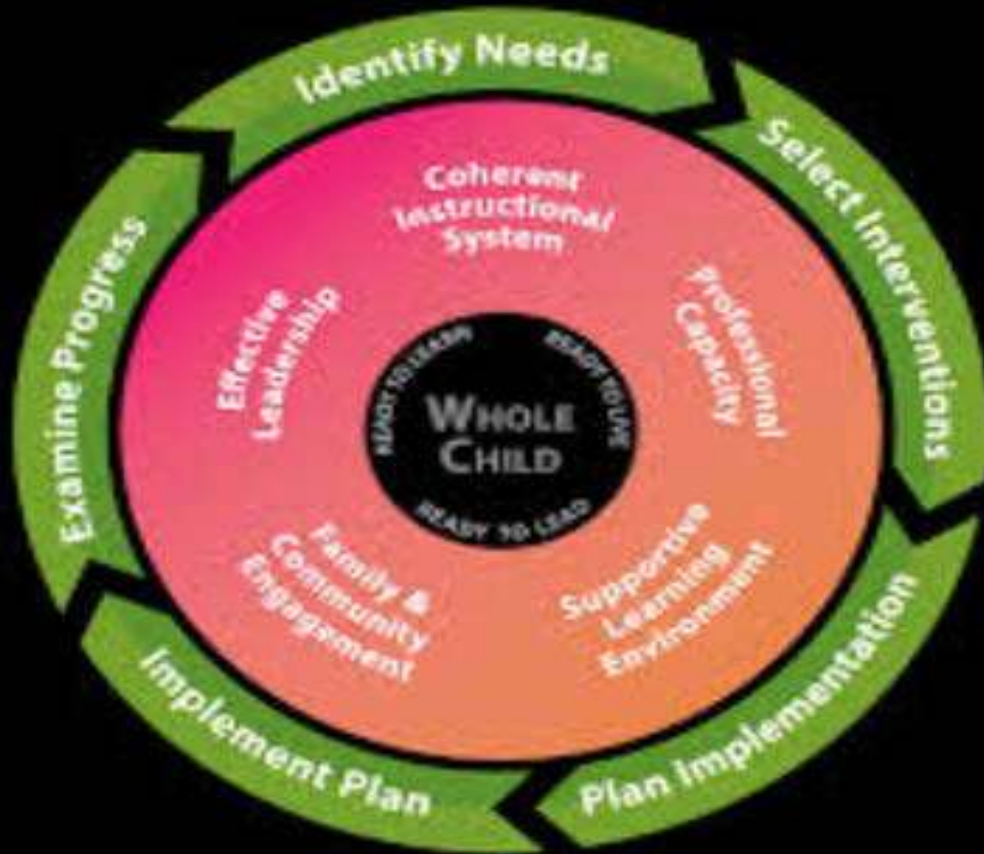 Identify Needs
Select Interventions
Plan Implementation
Implement Plan
Examine Progress
Coherent
Instructional
System
Professional
Capacity
Supportive
Learning
Environment
Family &
Community
Engagement
Effective
Leadership
READY TO LEARN
READY TO LIVE
READY TO LEAD
WHOLE
CHILD